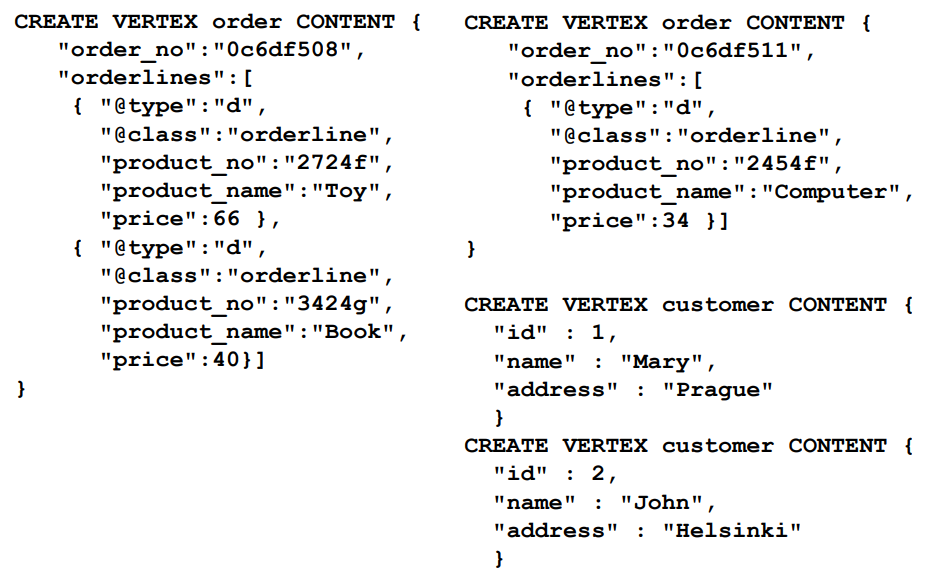 CREATE VERTEX order CONTENT {
"order_no":"0c6df508",
"orderlines":[
{ "@type":"d",
"@class":"orderline",
"product_no":"2724f",
"product_name":"Toy",
"price":66 },
{ "@type":"d",
"@class":"orderline",
"product_no":"3424g",
"product_name":"Book",
"price":40}]
}
CREATE VERTEX order CONTENT {
"order_no":"0c6df511",
"orderlines":[
{ "@type":"d",
"@class":"orderline",
"product_no":"2454f",
"product_name":"Computer",
"price":34 }]
}
CREATE VERTEX customer CONTENT {
"id" : 1,
"name" : "Mary",
"address" : "Prague"
}
CREATE VERTEX customer CONTENT {
"id" : 2,
"name" : "John",
"address" : "Helsinki"
}